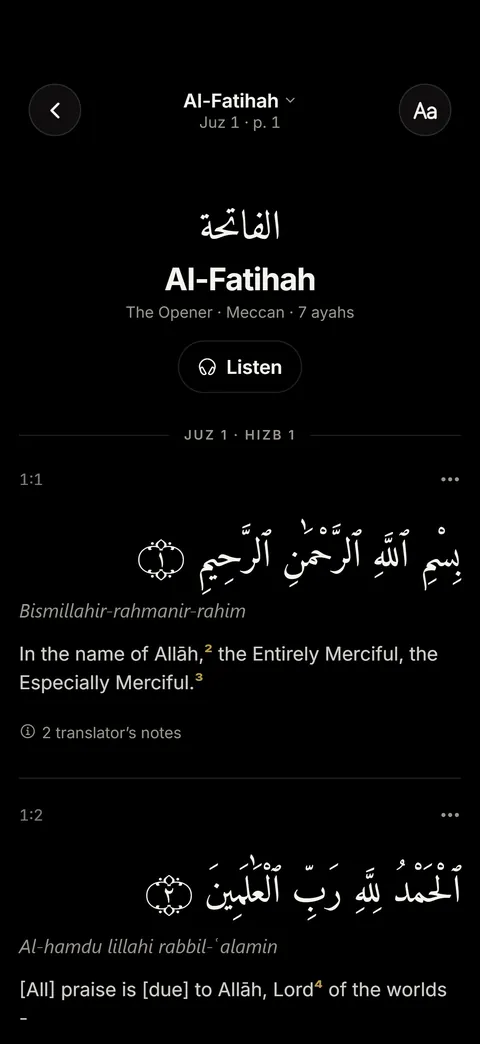 Al-Fatihah
Juz 1 · p. 1
Aa
الفاتحة
Al-Fatihah
The Opener · Meccan · 7 ayahs
Listen
JUZ 1 · HIZB 1
1:1
بِسْمِ ٱللَّهِ ٱلرَّحْمَـٰنِ ٱلرَّحِيمِ ١
Bismillahir-rahmanir-rahim
In the name of Allāh,² the Entirely Merciful, the
Especially Merciful.³
2 translator’s notes
1:2
ٱلْحَمْدُ لِلَّهِ رَبِّ ٱلْعَـٰلَمِينَ ٢
Al-hamdu lillahi rabbil-ʿalamin
[All] praise is [due] to Allāh, Lord⁴ of the worlds
-